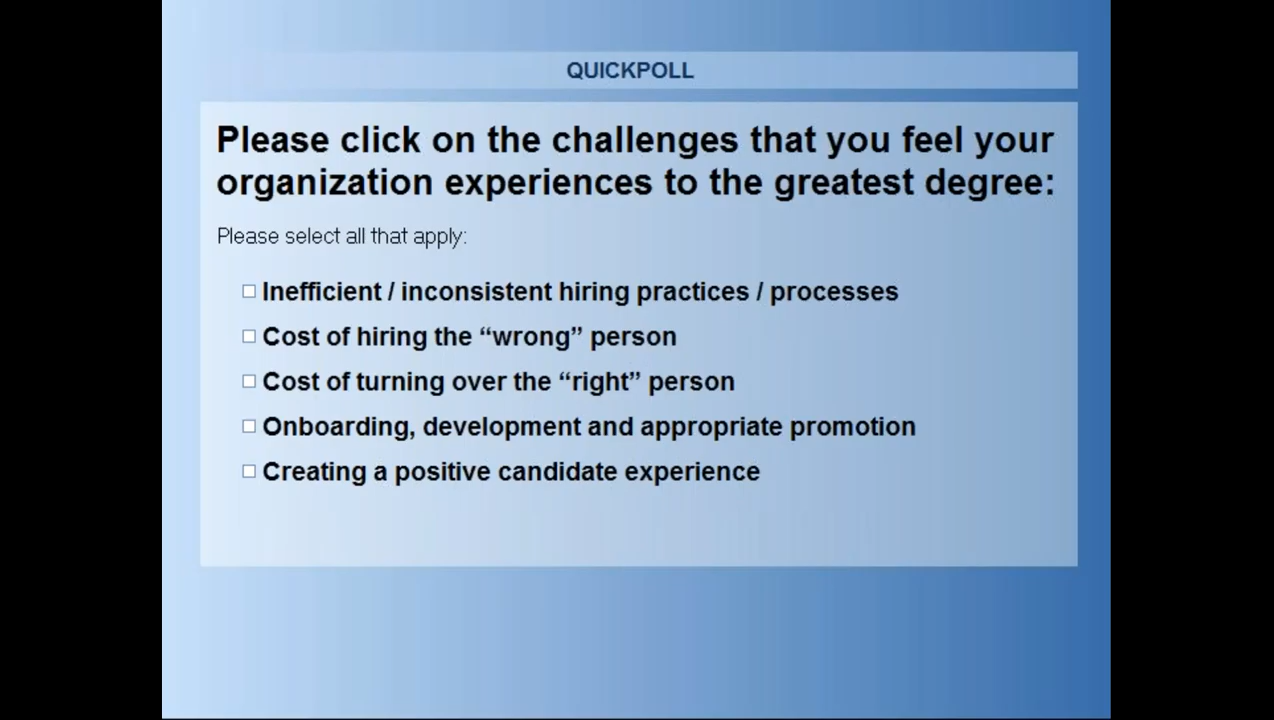 QUICKPOLL
Please click on the challenges that you feel your
organization experiences to the greatest degree:
Please select all that apply:
Inefficient / inconsistent hiring practices / processes
Cost of hiring the “wrong” person
Cost of turning over the “right” person
Onboarding, development and appropriate promotion
Creating a positive candidate experience